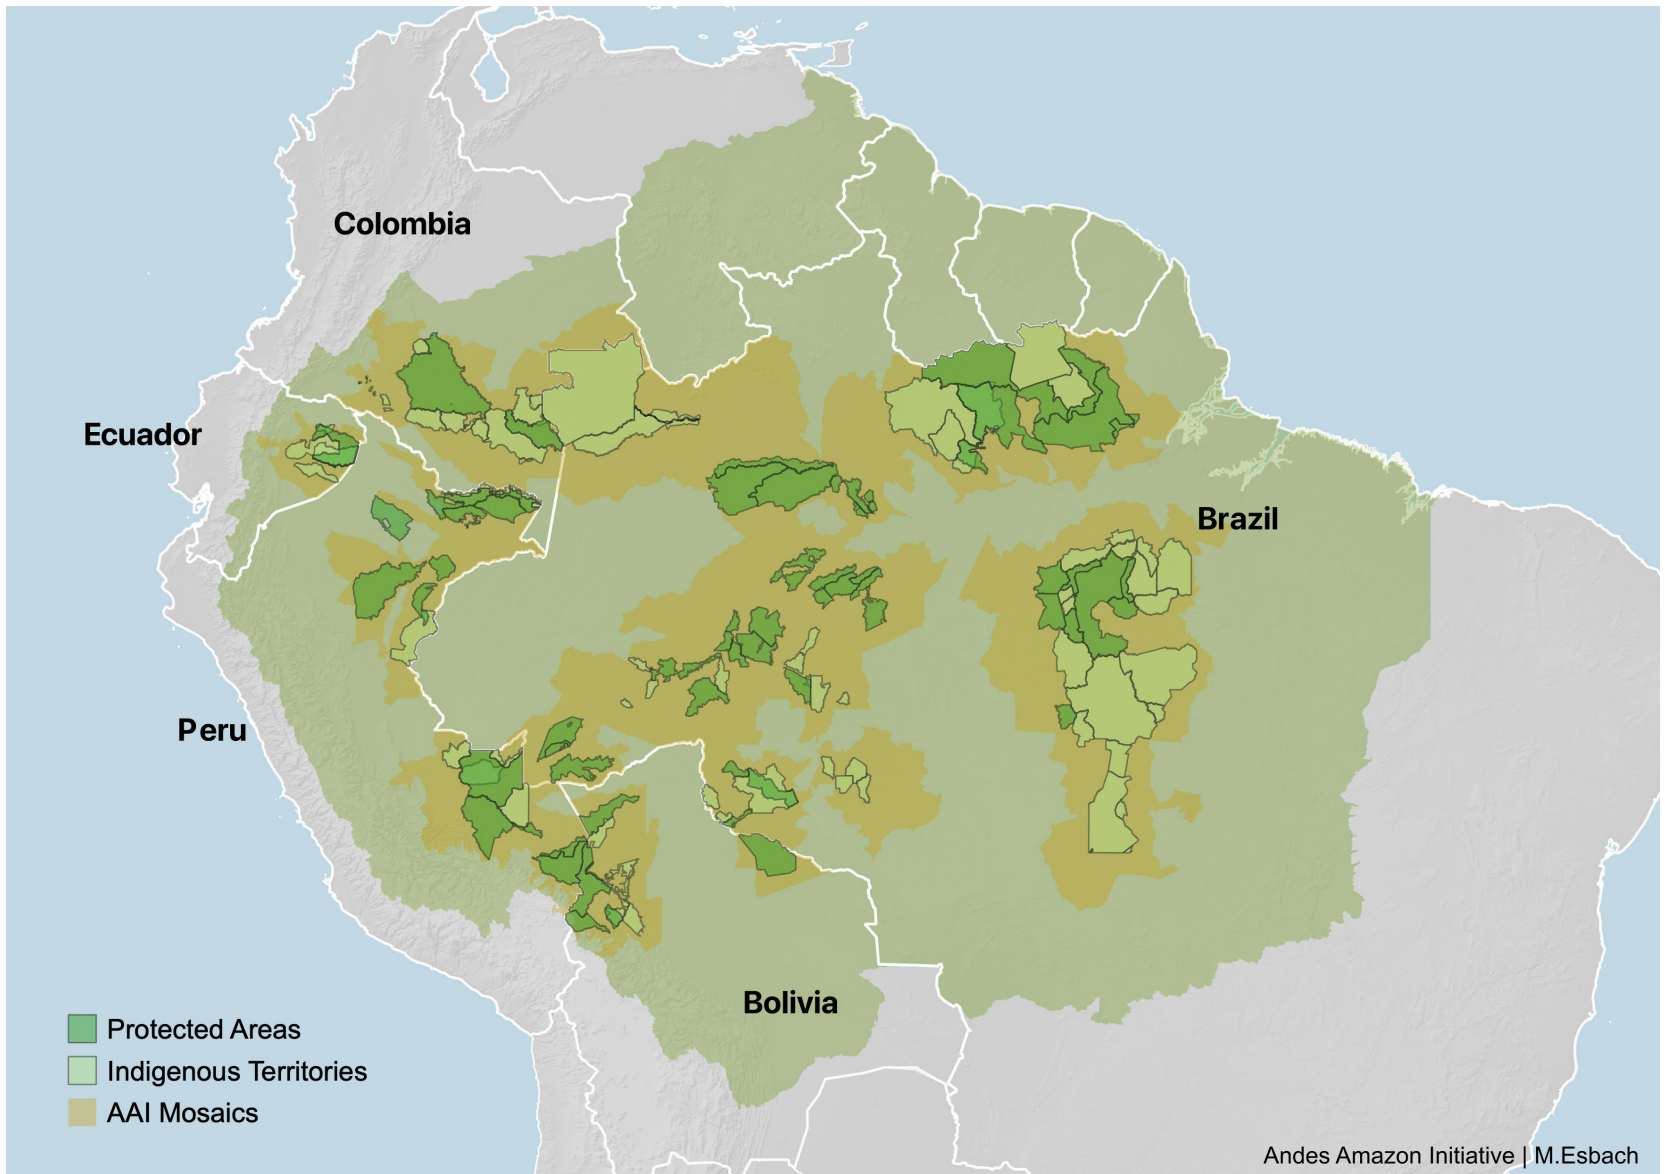 Colombia
Ecuador
Brazil
Peru
Bolivia
Protected Areas
Indigenous Territories
AAI Mosaics
Andes Amazon Initiative | M.Esbach